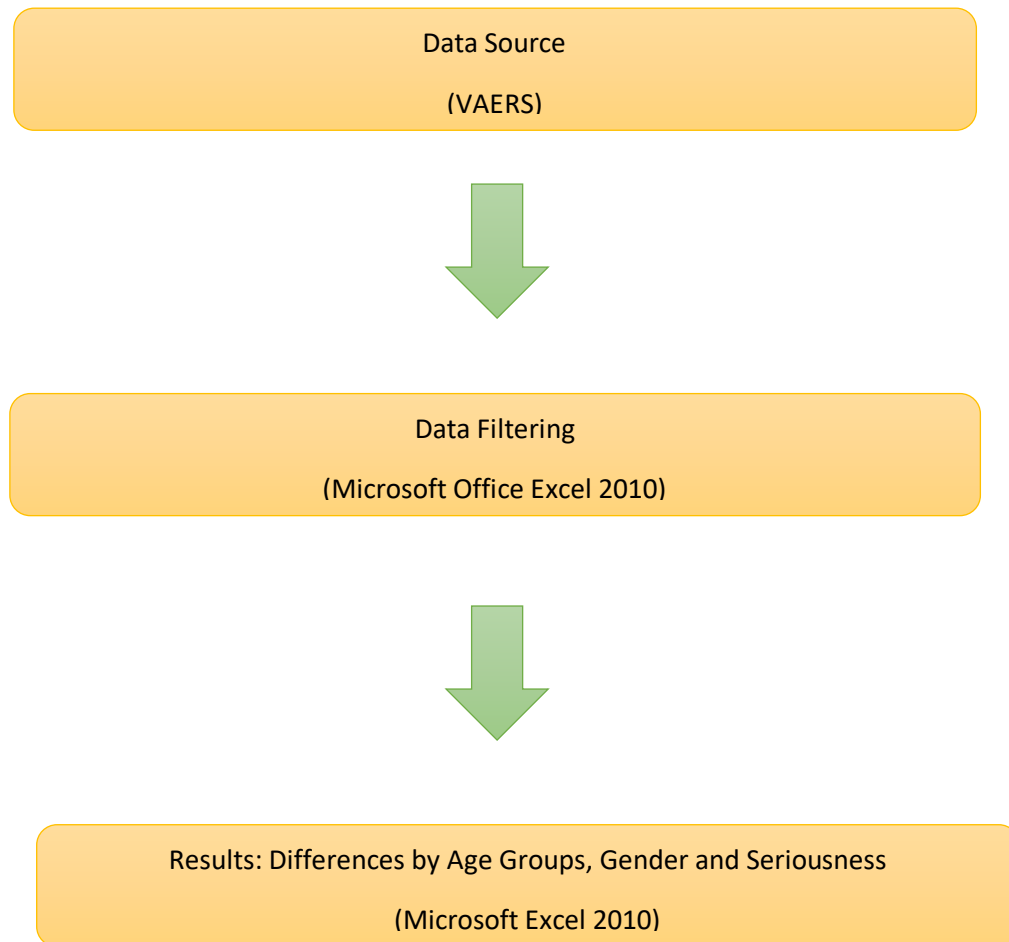 Data Source
(VAERS)
Data Filtering
(Microsoft Office Excel 2010)
Results: Differences by Age Groups, Gender and Seriousness
(Microsoft Excel 2010)